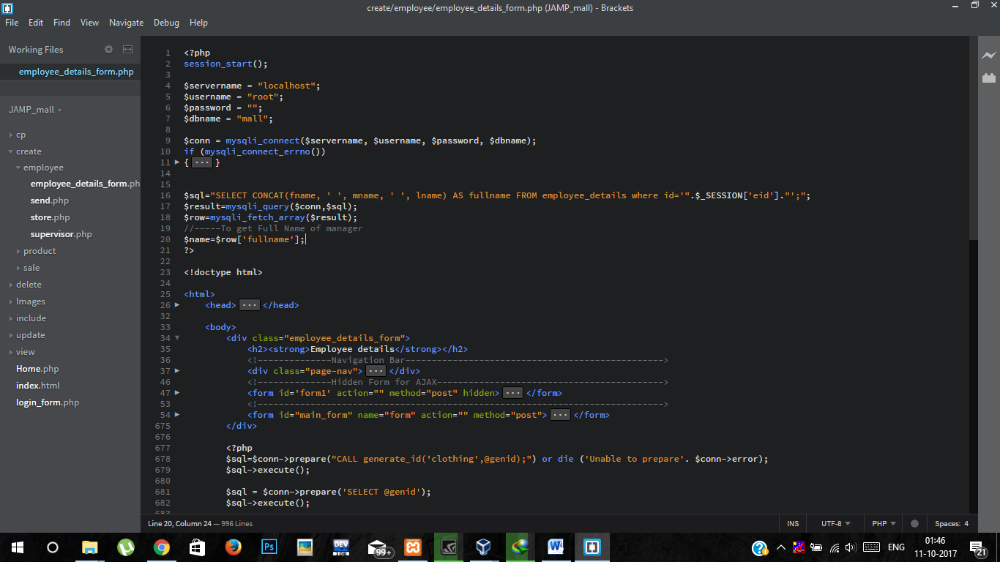 create/employee/employee_details_form.php (JAMP_mall) - Brackets
File Edit Find View Navigate Debug Help
Working Files
employee_details_form.php
JAMP_mall
cp
create
employee
employee_details_form.ph
send.php
store.php
supervisor.php
product
sale
delete
Images
include
update
view
Home.php
index.html
login_form.php
1 <?php
2 session_start();
3
4 $servername = "localhost";
5 $username = "root";
6 $password = "";
7 $dbname = "mall";
8
9 $conn = mysqli_connect($servername, $username, $password, $dbname);
10 if (mysqli_connect_errno())
11 { ... }
14
15
16 $sql="SELECT CONCAT(fname, ' ', mname, ' ', lname) AS fullname FROM employee_details where id='".$_SESSION['eid']."';";
17 $result=mysqli_query($conn,$sql);
18 $row=mysqli_fetch_array($result);
19 //-----To get Full Name of manager
20 $name=$row['fullname'];
21 ?>
22
23 <!doctype html>
24
25 <html>
26 <head> ... </head>
32
33 <body>
34 <div class="employee_details_form">
35 <h2><strong>Employee details</strong></h2>
36 <!--------------Navigation Bar------------------------------------------------->
37 <div class="page-nav"> ... </div>
46 <!--------------Hidden Form for AJAX------------------------------------------->
47 <form id='form1' action="" method="post" hidden> ... </form>
53 <!----------------------------------------------------------------------------->
54 <form id="main_form" name="form" action="" method="post"> ... </form>
675 </div>
676
677 <?php
678 $sql=$conn->prepare("CALL generate_id('clothing',@genid);") or die ('Unable to prepare'. $conn->error);
679 $sql->execute();
680
681 $sql = $conn->prepare('SELECT @genid');
682 $sql->execute();
683
Line 20, Column 24 — 996 Lines
INS UTF-8 PHP Spaces: 4
Ps
DEV
99+
W
ENG
01:46
11-10-2017
21